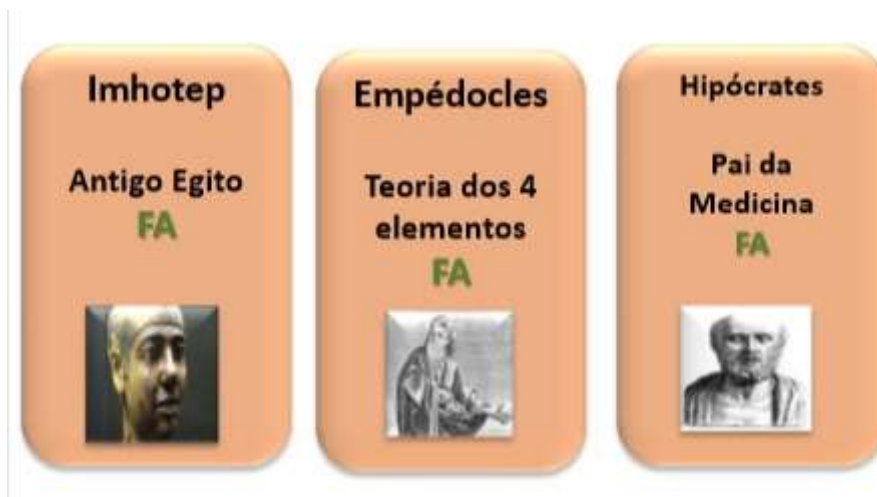 Imhotep
Antigo Egito
FA
Empédocles
Teoria dos 4
elementos
FA
Hipócrates
Pai da
Medicina
FA